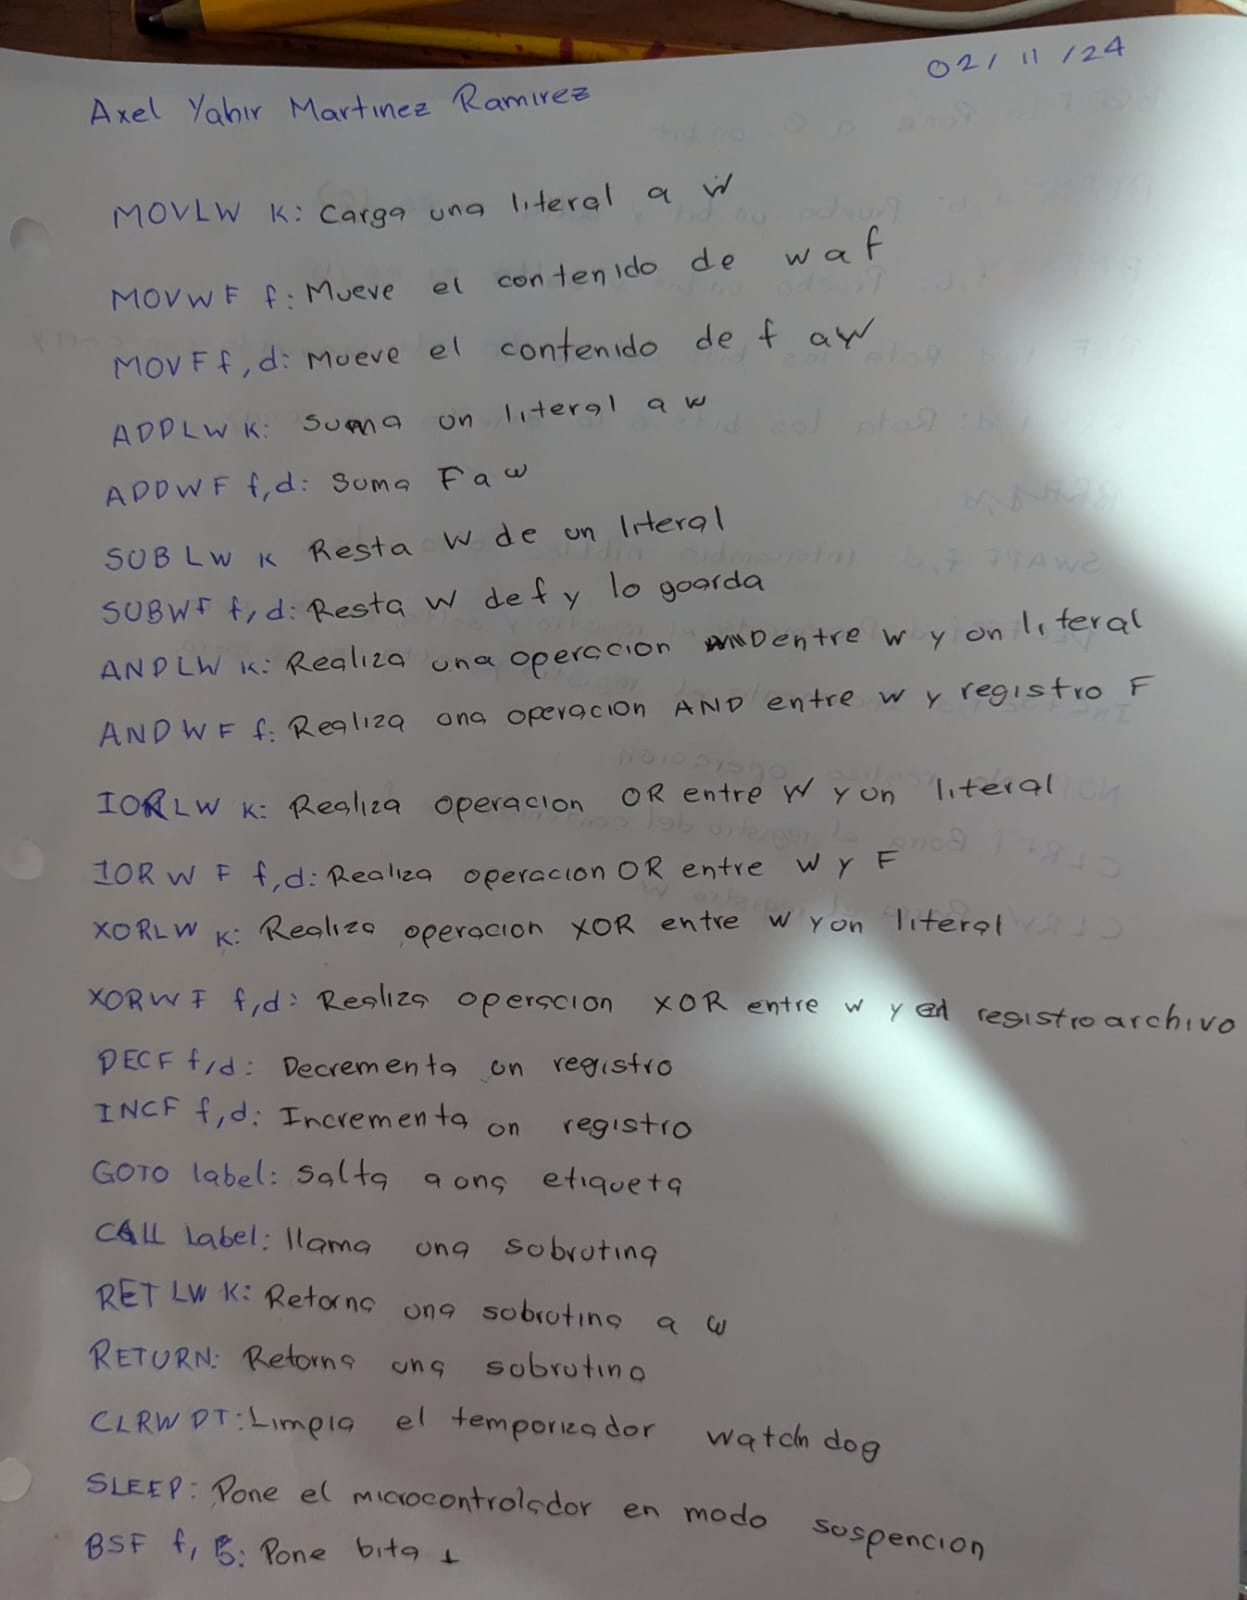 02/11/24
Axel Yahir Martinez Ramirez
MOVLW K: Carga una literal a W
MOVWF f: Mueve el contenido de w a f
MOVF f, d: Mueve el contenido de f a W
ADDLW K: Suma un literal a w
ADDWF f,d: Suma F a w
SUBLW K Resta W de un literal
SUBWF f,d: Resta W de f y lo guarda
ANDLW K: Realiza una operacion AND entre w y un literal
ANDWF f: Realiza una operacion AND entre w y registro F
IORLW K: Realiza operacion OR entre W y un literal
IORWF f,d: Realiza operacion OR entre w y F
XORLW K: Realiza operacion XOR entre w y un literal
XORWF f,d: Realiza operacion XOR entre w y registro archivo
DECF f,d: Decrementa un registro
INCF f,d: Incrementa un registro
GOTO label: Salta a una etiqueta
CALL Label: llama una subrutina
RETLW K: Retorna una subrutina a w
RETURN: Retorna una subrutina
CLRWDT: Limpia el temporizador watch dog
SLEEP: Pone el microcontrolador en modo suspencion
BSF f, B: Pone bit a 1